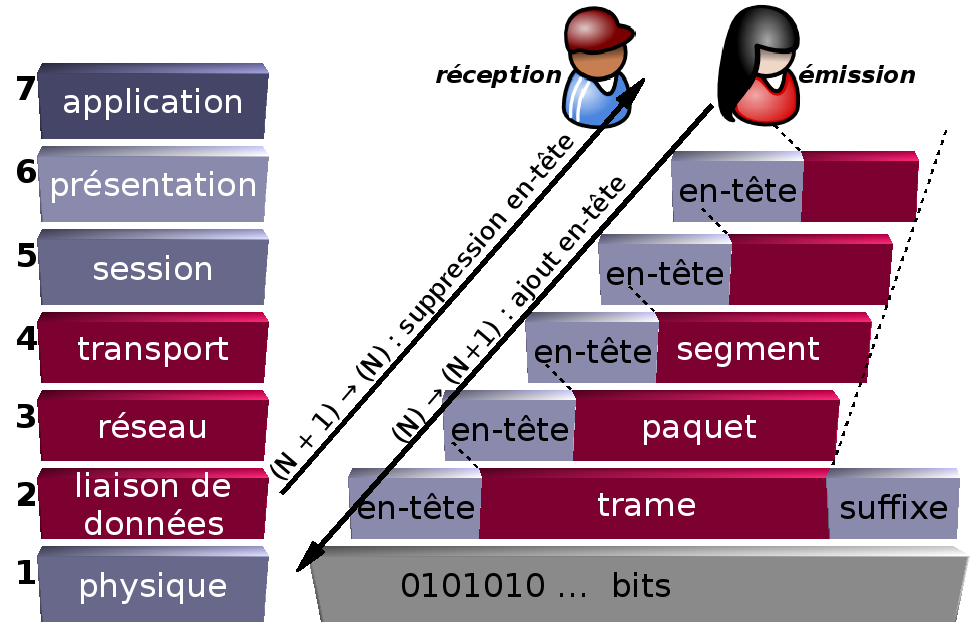 réception
émission
7
application
6
présentation
en-tête
5
session
en-tête
4
transport
en-tête
segment
3
réseau
en-tête
paquet
2
liaison de
données
en-tête
trame
suffixe
1
physique
0101010 ... bits
(N + 1) → (N) : suppression en-tête
(N) → (N+1) : ajout en-tête